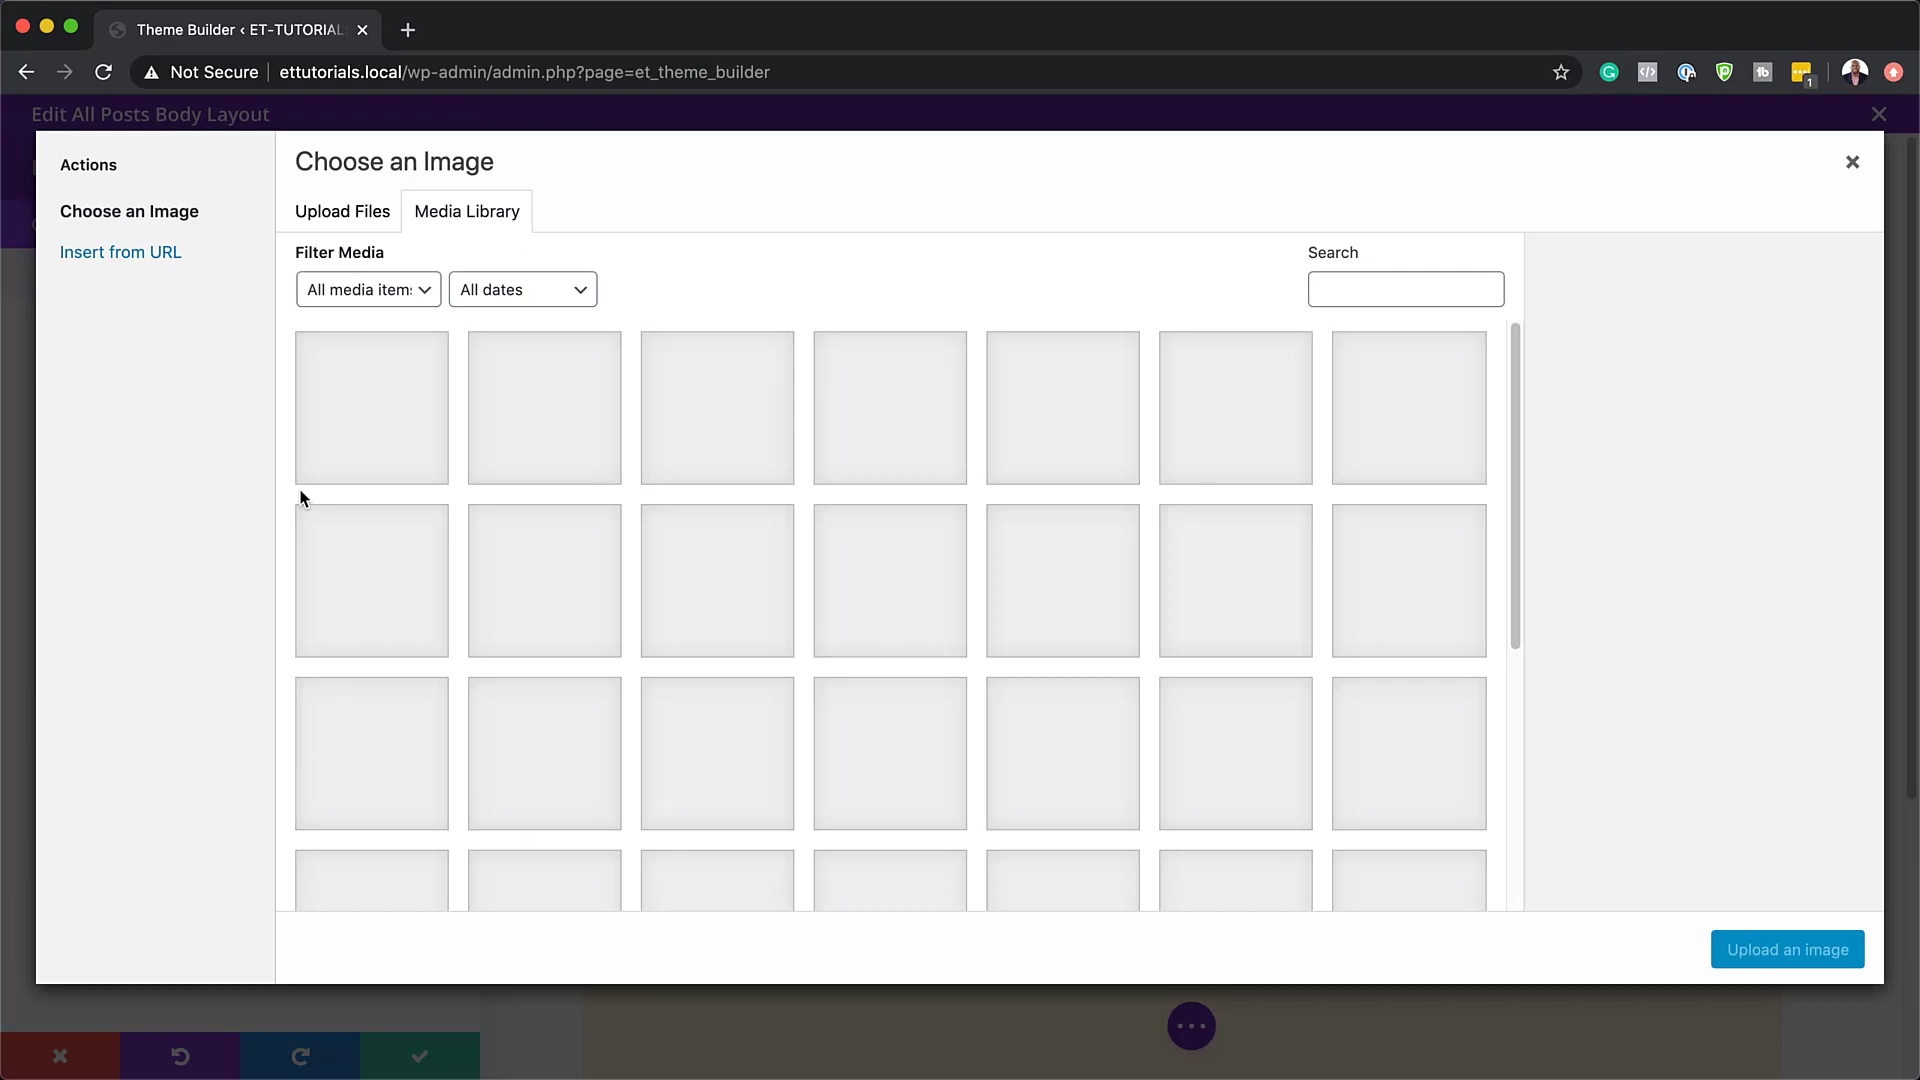 Theme Builder ‹ ET-TUTORIAL
Not Secure
ettutorials.local/wp-admin/admin.php?page=et_theme_builder
1
Edit All Posts Body Layout
Actions
Choose an Image
Insert from URL
Choose an Image
Upload Files
Media Library
Filter Media
Search
All media item
All dates
Upload an image